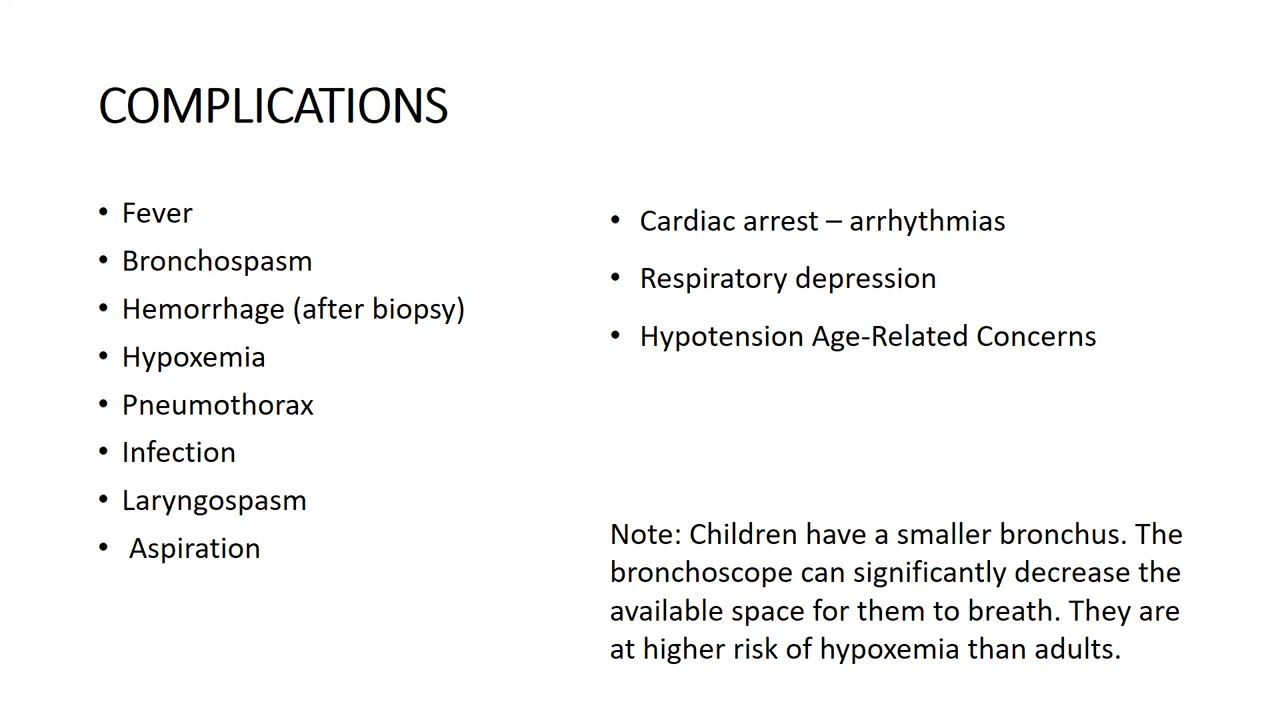 COMPLICATIONS
• Fever
• Bronchospasm
• Hemorrhage (after biopsy)
• Hypoxemia
• Pneumothorax
• Infection
• Laryngospasm
• Aspiration
• Cardiac arrest – arrhythmias
• Respiratory depression
• Hypotension Age-Related Concerns
Note: Children have a smaller bronchus. The
bronchoscope can significantly decrease the
available space for them to breath. They are
at higher risk of hypoxemia than adults.